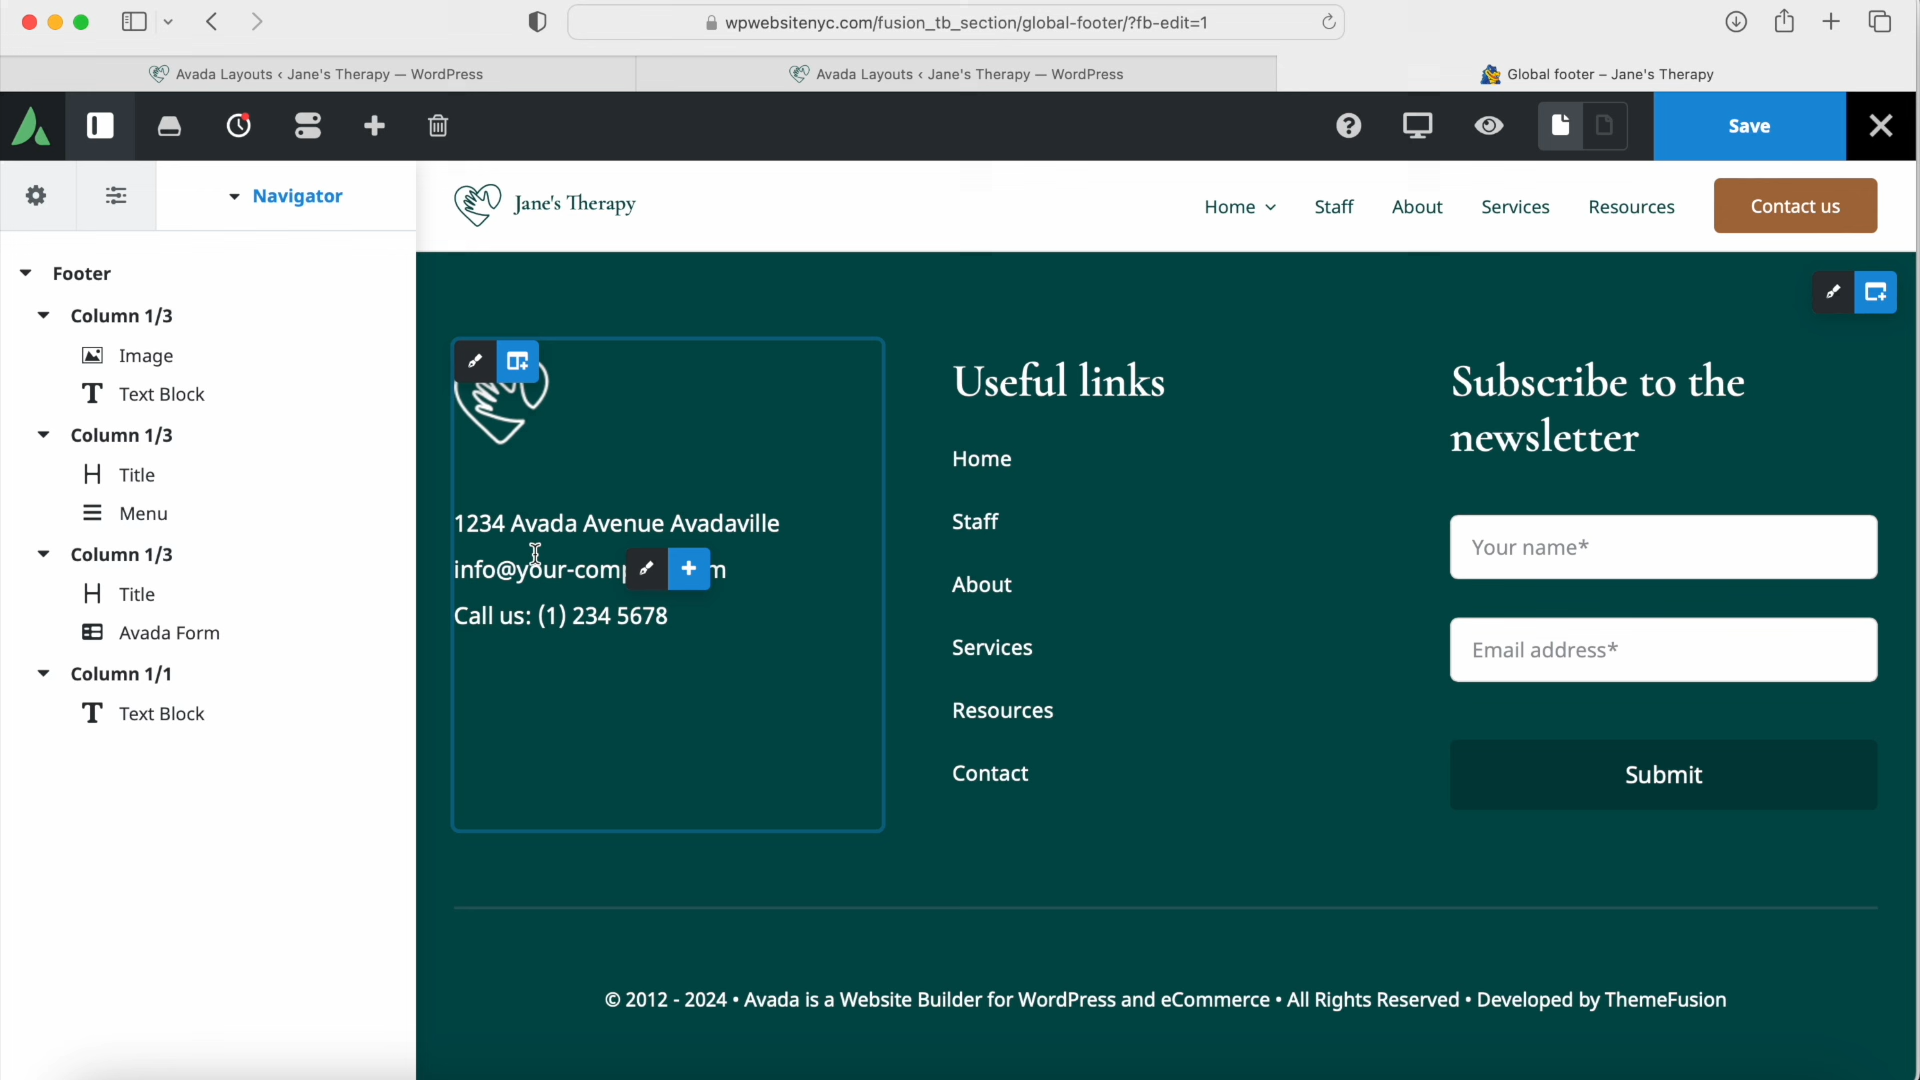 wpwebsitenyc.com/fusion_tb_section/global-footer/?fb-edit=1
Avada Layouts ‹ Jane's Therapy — WordPress
Avada Layouts ‹ Jane's Therapy — WordPress
Global footer – Jane's Therapy
Save
Navigator
Footer
Column 1/3
Image
Text Block
Column 1/3
Title
Menu
Column 1/3
Title
Avada Form
Column 1/1
Text Block
Jane's Therapy
Home
Staff
About
Services
Resources
Contact us
1234 Avada Avenue Avadaville
info@your-comp m
Call us: (1) 234 5678
Useful links
Home
Staff
About
Services
Resources
Contact
Subscribe to the
newsletter
Your name*
Email address*
Submit
© 2012 - 2024 • Avada is a Website Builder for WordPress and eCommerce • All Rights Reserved • Developed by ThemeFusion